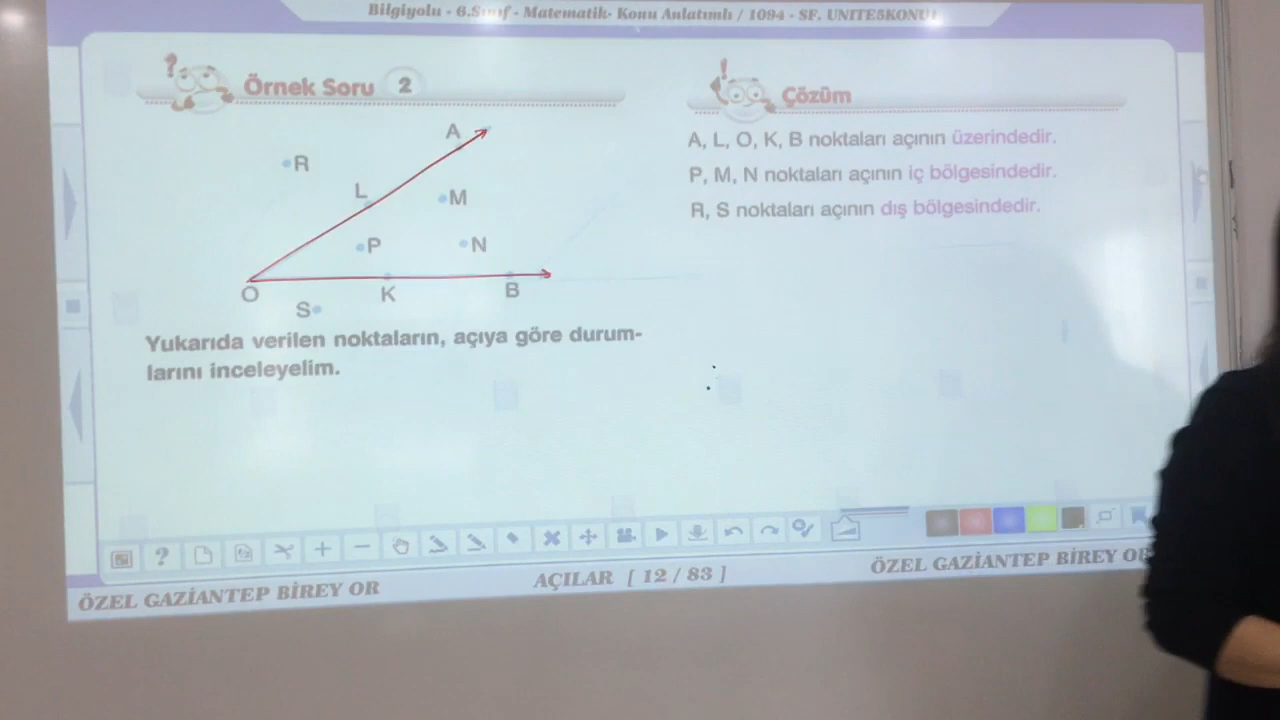 Bilgiyolu - 6.Sınıf - Matematik- Konu Anlatımlı / 1094 - SF. UNITE5KONU1
Örnek Soru 2
A
R
L
M
P
N
O
K
B
S
Yukarıda verilen noktaların, açıya göre durum-
larını inceleyelim.
Çözüm
A, L, O, K, B noktaları açının üzerindedir.
P, M, N noktaları açının iç bölgesindedir.
R, S noktaları açının dış bölgesindedir.
ÖZEL GAZİANTEP BİREY OR
AÇILAR [ 12 / 83 ]
ÖZEL GAZİANTEP BİREY OR